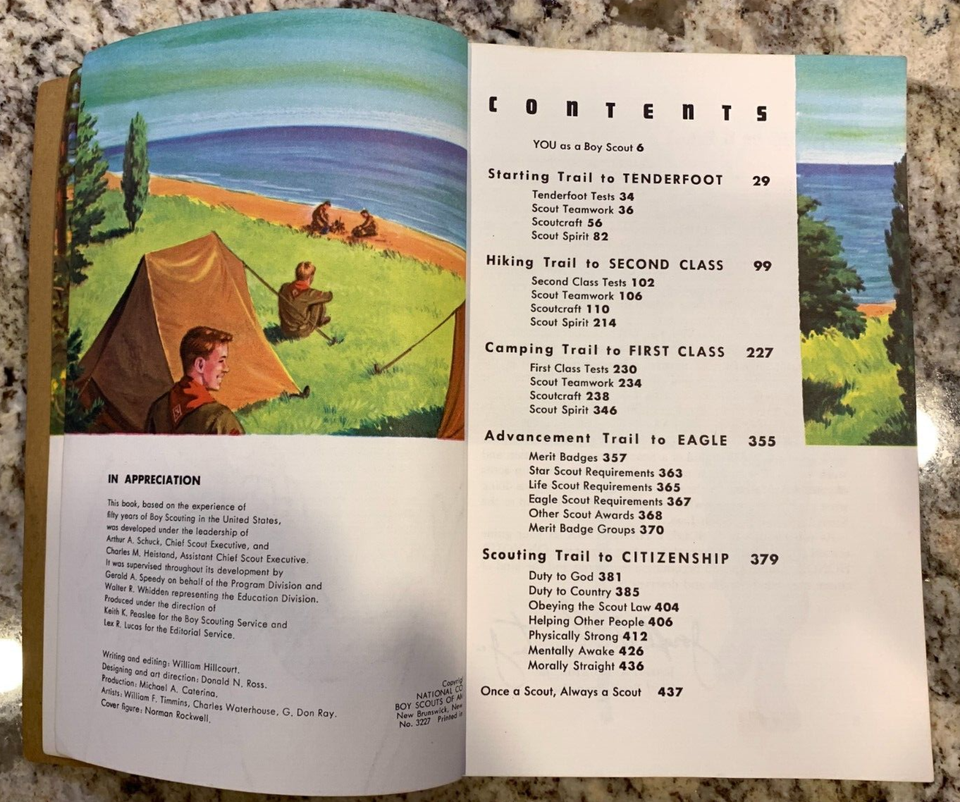 IN APPRECIATION
This book, based on the experience of
fifty years of Boy Scouting in the United States,
was developed under the leadership of
Arthur A. Schuck, Chief Scout Executive, and
Charles M. Heistand, Assistant Chief Scout Executive.
It was supervised throughout its development by
Gerald A. Speedy on behalf of the Program Division and
Walter R. Whidden representing the Education Division.
Produced under the direction of
Keith K. Peaslee for the Boy Scouting Service and
Lex R. Lucas for the Editorial Service.
Writing and editing: William Hillcourt.
Designing and art direction: Donald N. Ross.
Production: Michael A. Caterina.
Artists: William F. Timmins, Charles Waterhouse, G. Don Ray.
Cover figure: Norman Rockwell.
NATIONAL
BOY SCOUTS OF
New Brunswick, New
No. 3227 Printed in
CONTENTS
YOU as a Boy Scout 6
Starting Trail to TENDERFOOT 29
Tenderfoot Tests 34
Scout Teamwork 36
Scoutcraft 56
Scout Spirit 82
Hiking Trail to SECOND CLASS 99
Second Class Tests 102
Scout Teamwork 106
Scoutcraft 110
Scout Spirit 214
Camping Trail to FIRST CLASS 227
First Class Tests 230
Scout Teamwork 234
Scoutcraft 238
Scout Spirit 346
Advancement Trail to EAGLE 355
Merit Badges 357
Star Scout Requirements 363
Life Scout Requirements 365
Eagle Scout Requirements 367
Other Scout Awards 368
Merit Badge Groups 370
Scouting Trail to CITIZENSHIP 379
Duty to God 381
Duty to Country 385
Obeying the Scout Law 404
Helping Other People 406
Physically Strong 412
Mentally Awake 426
Morally Straight 436
Once a Scout, Always a Scout 437